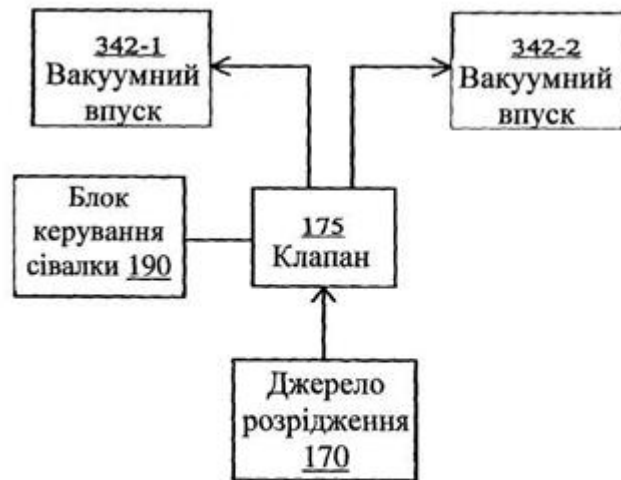 342-1
Вакуумний
впуск
342-2
Вакуумний
впуск
Блок
керування
сівалки 190
175
Клапан
Джерело
розрідження
170